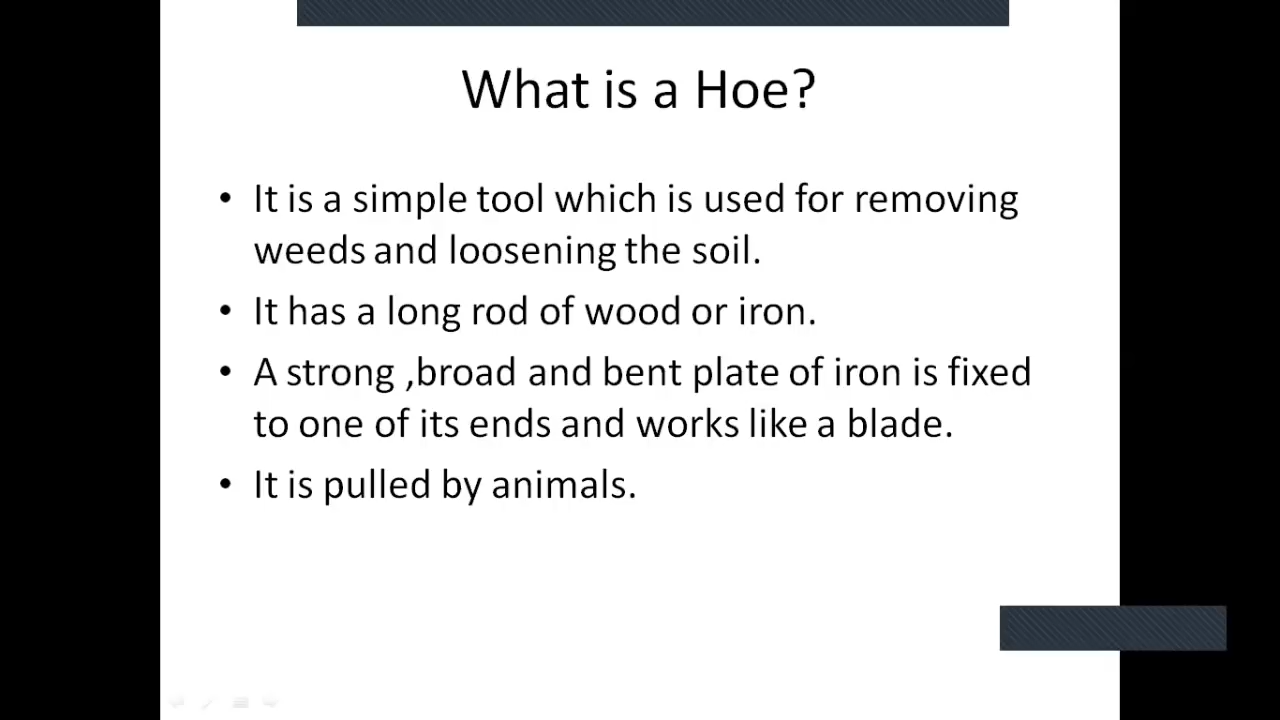 What is a Hoe?
• It is a simple tool which is used for removing
weeds and loosening the soil.
• It has a long rod of wood or iron.
• A strong ,broad and bent plate of iron is fixed
to one of its ends and works like a blade.
• It is pulled by animals.